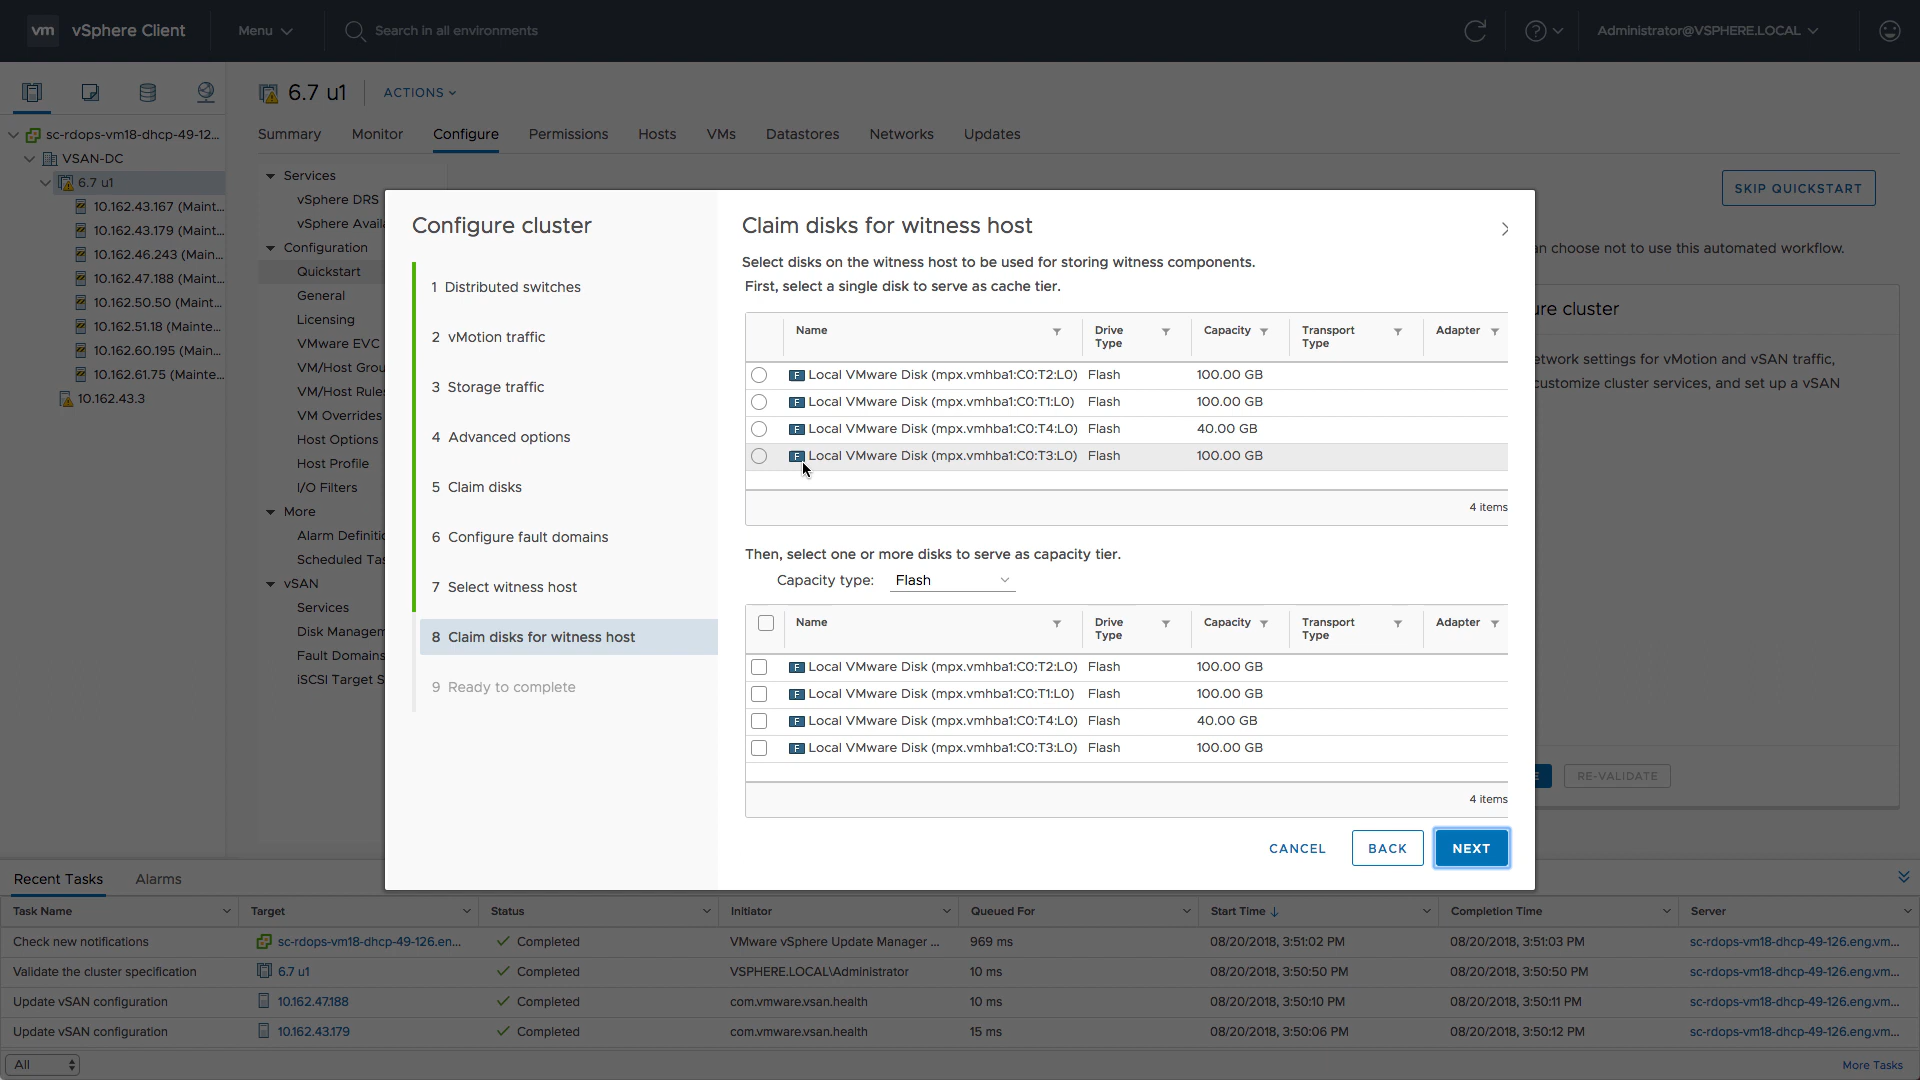 vm vSphere Client Menu Search in all environments Administrator@VSPHERE.LOCAL
6.7 u1 ACTIONS
Summary Monitor Configure Permissions Hosts VMs Datastores Networks Updates
sc-rdops-vm18-dhcp-49-12...
VSAN-DC
6.7 u1
10.162.43.167 (Maint...
10.162.43.179 (Maint...
10.162.46.243 (Main...
10.162.47.188 (Maint...
10.162.50.50 (Maint...
10.162.51.18 (Mainte...
10.162.60.195 (Main...
10.162.61.75 (Mainte...
10.162.43.3
Services
vSphere DRS
vSphere Avail
Configuration
Quickstart
General
Licensing
VMware EVC
VM/Host Grou
VM/Host Rules
VM Overrides
Host Options
Host Profile
I/O Filters
More
Alarm Definitio
Scheduled Tas
vSAN
Services
Disk Managem
Fault Domains
iSCSI Target S
SKIP QUICKSTART
an choose not to use this automated workflow.
ure cluster
etwork settings for vMotion and vSAN traffic,
customize cluster services, and set up a vSAN
E RE-VALIDATE
Configure cluster
1 Distributed switches
2 vMotion traffic
3 Storage traffic
4 Advanced options
5 Claim disks
6 Configure fault domains
7 Select witness host
8 Claim disks for witness host
9 Ready to complete
Claim disks for witness host
Select disks on the witness host to be used for storing witness components.
First, select a single disk to serve as cache tier.
Name Drive Type Capacity Transport Type Adapter
F Local VMware Disk (mpx.vmhba1:C0:T2:L0) Flash 100.00 GB
F Local VMware Disk (mpx.vmhba1:C0:T1:L0) Flash 100.00 GB
F Local VMware Disk (mpx.vmhba1:C0:T4:L0) Flash 40.00 GB
F Local VMware Disk (mpx.vmhba1:C0:T3:L0) Flash 100.00 GB
4 items
Then, select one or more disks to serve as capacity tier.
Capacity type: Flash
Name Drive Type Capacity Transport Type Adapter
F Local VMware Disk (mpx.vmhba1:C0:T2:L0) Flash 100.00 GB
F Local VMware Disk (mpx.vmhba1:C0:T1:L0) Flash 100.00 GB
F Local VMware Disk (mpx.vmhba1:C0:T4:L0) Flash 40.00 GB
F Local VMware Disk (mpx.vmhba1:C0:T3:L0) Flash 100.00 GB
4 items
CANCEL BACK NEXT
Recent Tasks Alarms
Task Name Target Status Initiator Queued For Start Time Completion Time Server
Check new notifications sc-rdops-vm18-dhcp-49-126.en... Completed VMware vSphere Update Manager ... 969 ms 08/20/2018, 3:51:02 PM 08/20/2018, 3:51:03 PM sc-rdops-vm18-dhcp-49-126.eng.vm...
Validate the cluster specification 6.7 u1 Completed VSPHERE.LOCAL\Administrator 10 ms 08/20/2018, 3:50:50 PM 08/20/2018, 3:50:50 PM sc-rdops-vm18-dhcp-49-126.eng.vm...
Update vSAN configuration 10.162.47.188 Completed com.vmware.vsan.health 10 ms 08/20/2018, 3:50:10 PM 08/20/2018, 3:50:11 PM sc-rdops-vm18-dhcp-49-126.eng.vm...
Update vSAN configuration 10.162.43.179 Completed com.vmware.vsan.health 15 ms 08/20/2018, 3:50:06 PM 08/20/2018, 3:50:12 PM sc-rdops-vm18-dhcp-49-126.eng.vm...
All More Tasks